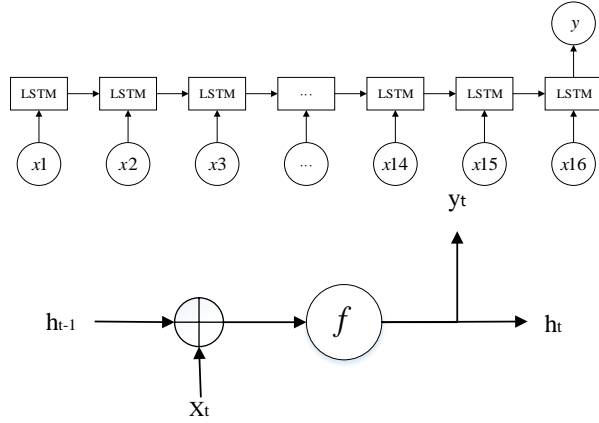 y
LSTM LSTM LSTM ... LSTM LSTM LSTM
x1 x2 x3 ... x14 x15 x16
yt
ht-1 f ht
Xt